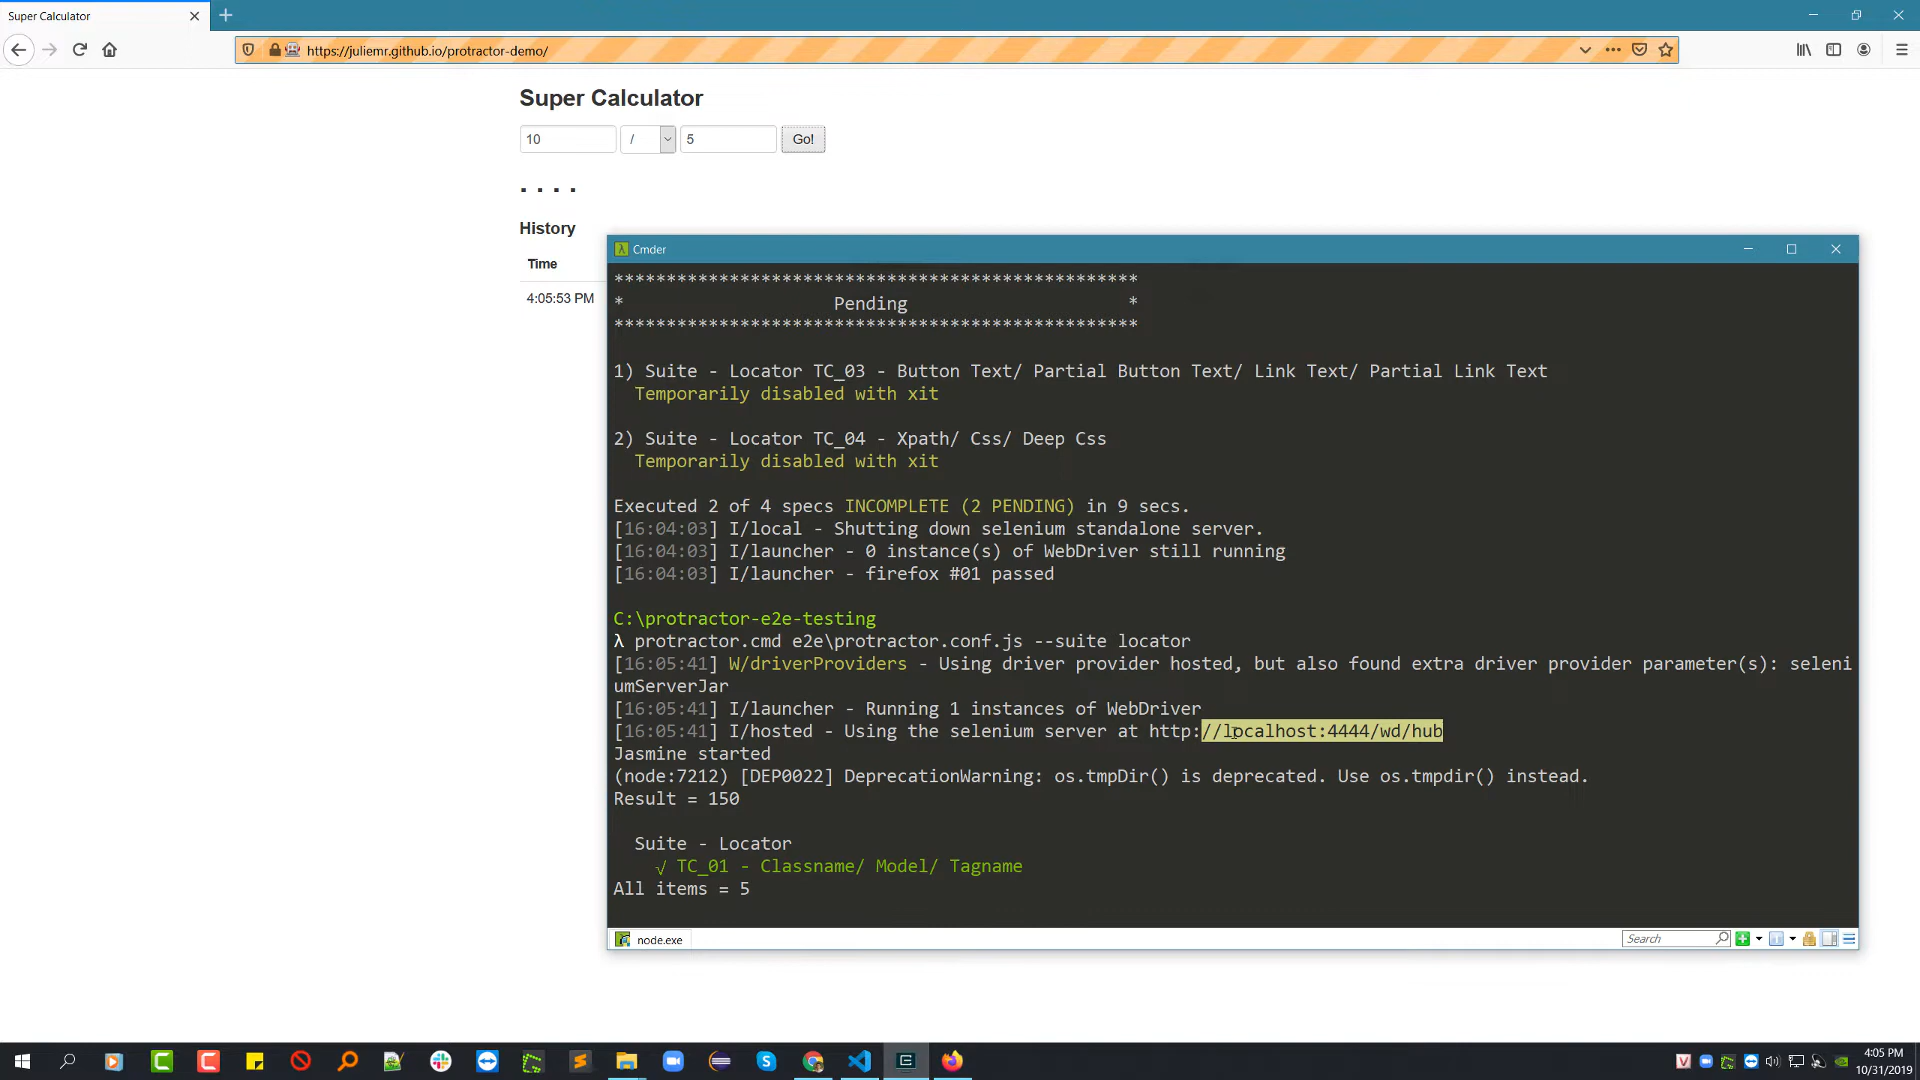 Super Calculator
https://juliemr.github.io/protractor-demo/
Super Calculator
10
/
5
Go!
. . . .
History
Time
4:05:53 PM
Cmder
**************************************************
* Pending *
**************************************************
1) Suite - Locator TC_03 - Button Text/ Partial Button Text/ Link Text/ Partial Link Text
Temporarily disabled with xit
2) Suite - Locator TC_04 - Xpath/ Css/ Deep Css
Temporarily disabled with xit
Executed 2 of 4 specs INCOMPLETE (2 PENDING) in 9 secs.
[16:04:03] I/local - Shutting down selenium standalone server.
[16:04:03] I/launcher - 0 instance(s) of WebDriver still running
[16:04:03] I/launcher - firefox #01 passed
C:\protractor-e2e-testing
λ protractor.cmd e2e\protractor.conf.js --suite locator
[16:05:41] W/driverProviders - Using driver provider hosted, but also found extra driver provider parameter(s): seleni
umServerJar
[16:05:41] I/launcher - Running 1 instances of WebDriver
[16:05:41] I/hosted - Using the selenium server at http://localhost:4444/wd/hub
Jasmine started
(node:7212) [DEP0022] DeprecationWarning: os.tmpDir() is deprecated. Use os.tmpdir() instead.
Result = 150
Suite - Locator
√ TC_01 - Classname/ Model/ Tagname
All items = 5
node.exe
Search
4:05 PM
10/31/2019